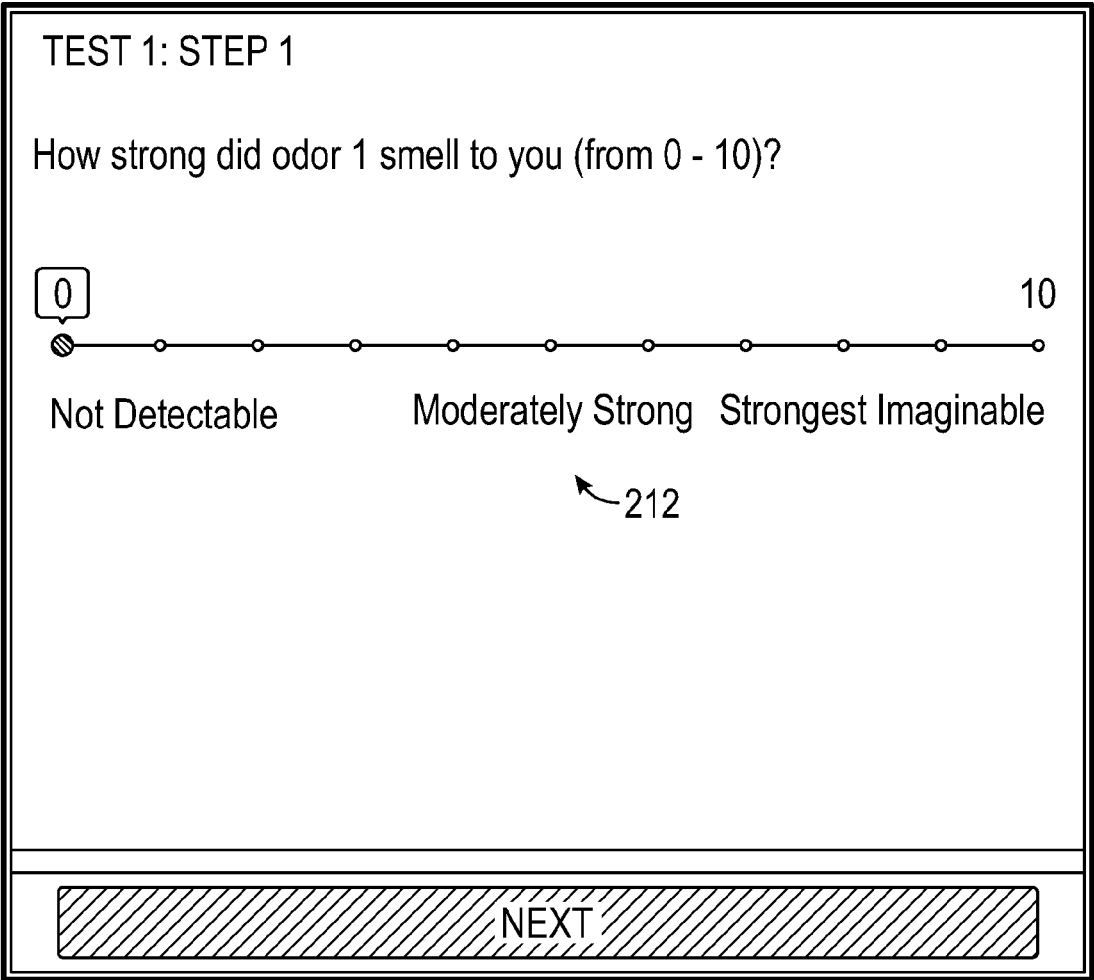 TEST 1: STEP 1
How strong did odor 1 smell to you (from 0 - 10)?
0 10
Not Detectable Moderately Strong Strongest Imaginable
212
NEXT